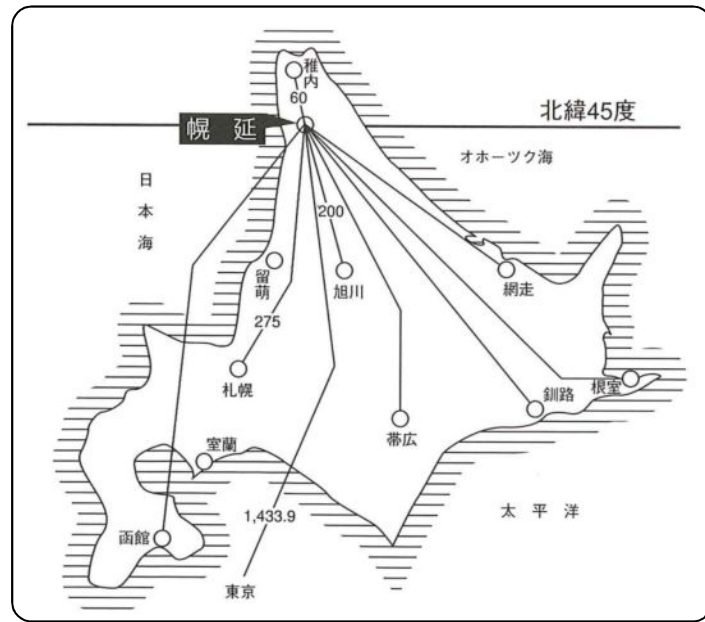 稚内
60
北緯45度
幌延
オホーツク海
日本海
200
留萌
旭川
網走
275
札幌
釧路
根室
帯広
室蘭
1,433.9
太平洋
函館
東京